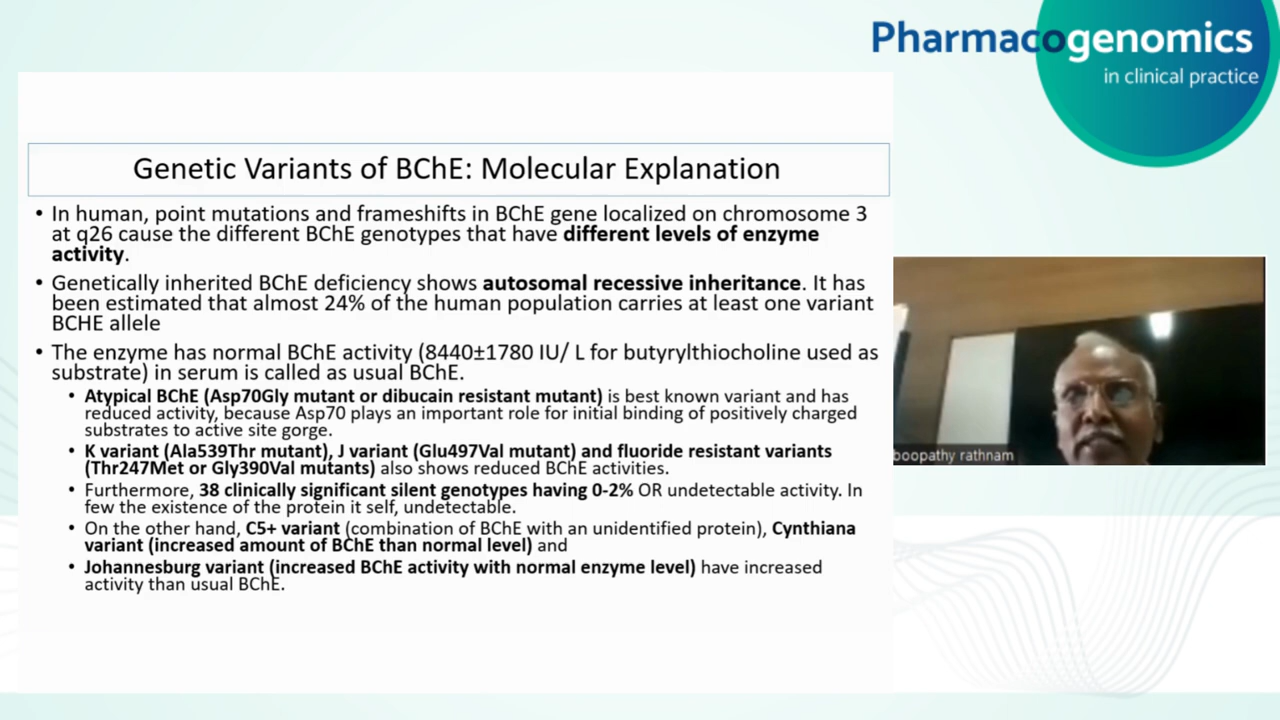 Pharmacogenomics
in clinical practice
Genetic Variants of BChE: Molecular Explanation
• In human, point mutations and frameshifts in BChE gene localized on chromosome 3
at q26 cause the different BChE genotypes that have different levels of enzyme
activity.
• Genetically inherited BChE deficiency shows autosomal recessive inheritance. It has
been estimated that almost 24% of the human population carries at least one variant
BCHE allele
• The enzyme has normal BChE activity (8440±1780 IU/ L for butyrylthiocholine used as
substrate) in serum is called as usual BChE.
• Atypical BChE (Asp70Gly mutant or dibucain resistant mutant) is best known variant and has
reduced activity, because Asp70 plays an important role for initial binding of positively charged
substrates to active site gorge.
• K variant (Ala539Thr mutant), J variant (Glu497Val mutant) and fluoride resistant variants
(Thr247Met or Gly390Val mutants) also shows reduced BChE activities.
• Furthermore, 38 clinically significant silent genotypes having 0-2% OR undetectable activity. In
few the existence of the protein it self, undetectable.
• On the other hand, C5+ variant (combination of BChE with an unidentified protein), Cynthiana
variant (increased amount of BChE than normal level) and
• Johannesburg variant (increased BChE activity with normal enzyme level) have increased
activity than usual BChE.
boopathy rathnam